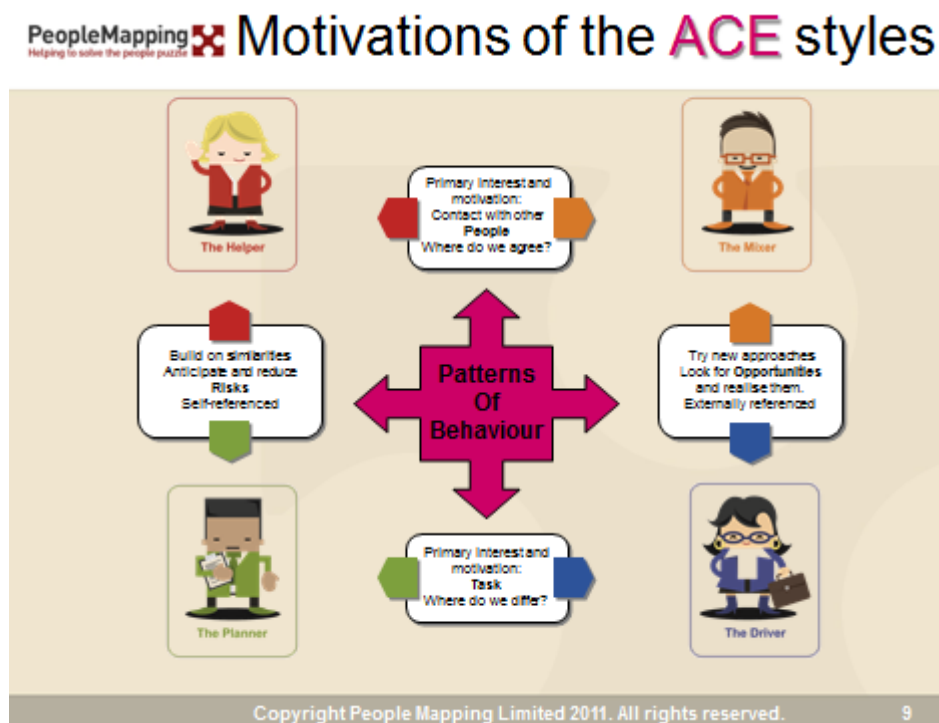 PeopleMapping
Helping to solve the people puzzle
Motivations of the ACE styles
The Helper
Primary interest and
motivation:
Contact with other
People
Where do we agree?
The Mixer
Build on similarities
Anticipate and reduce
Risks
Self-referenced
Patterns
Of
Behaviour
Try new approaches
Look for Opportunities
and realise them.
Externally referenced
The Planner
Primary interest and
motivation:
Task
Where do we differ?
The Driver
Copyright People Mapping Limited 2011. All rights reserved.
9